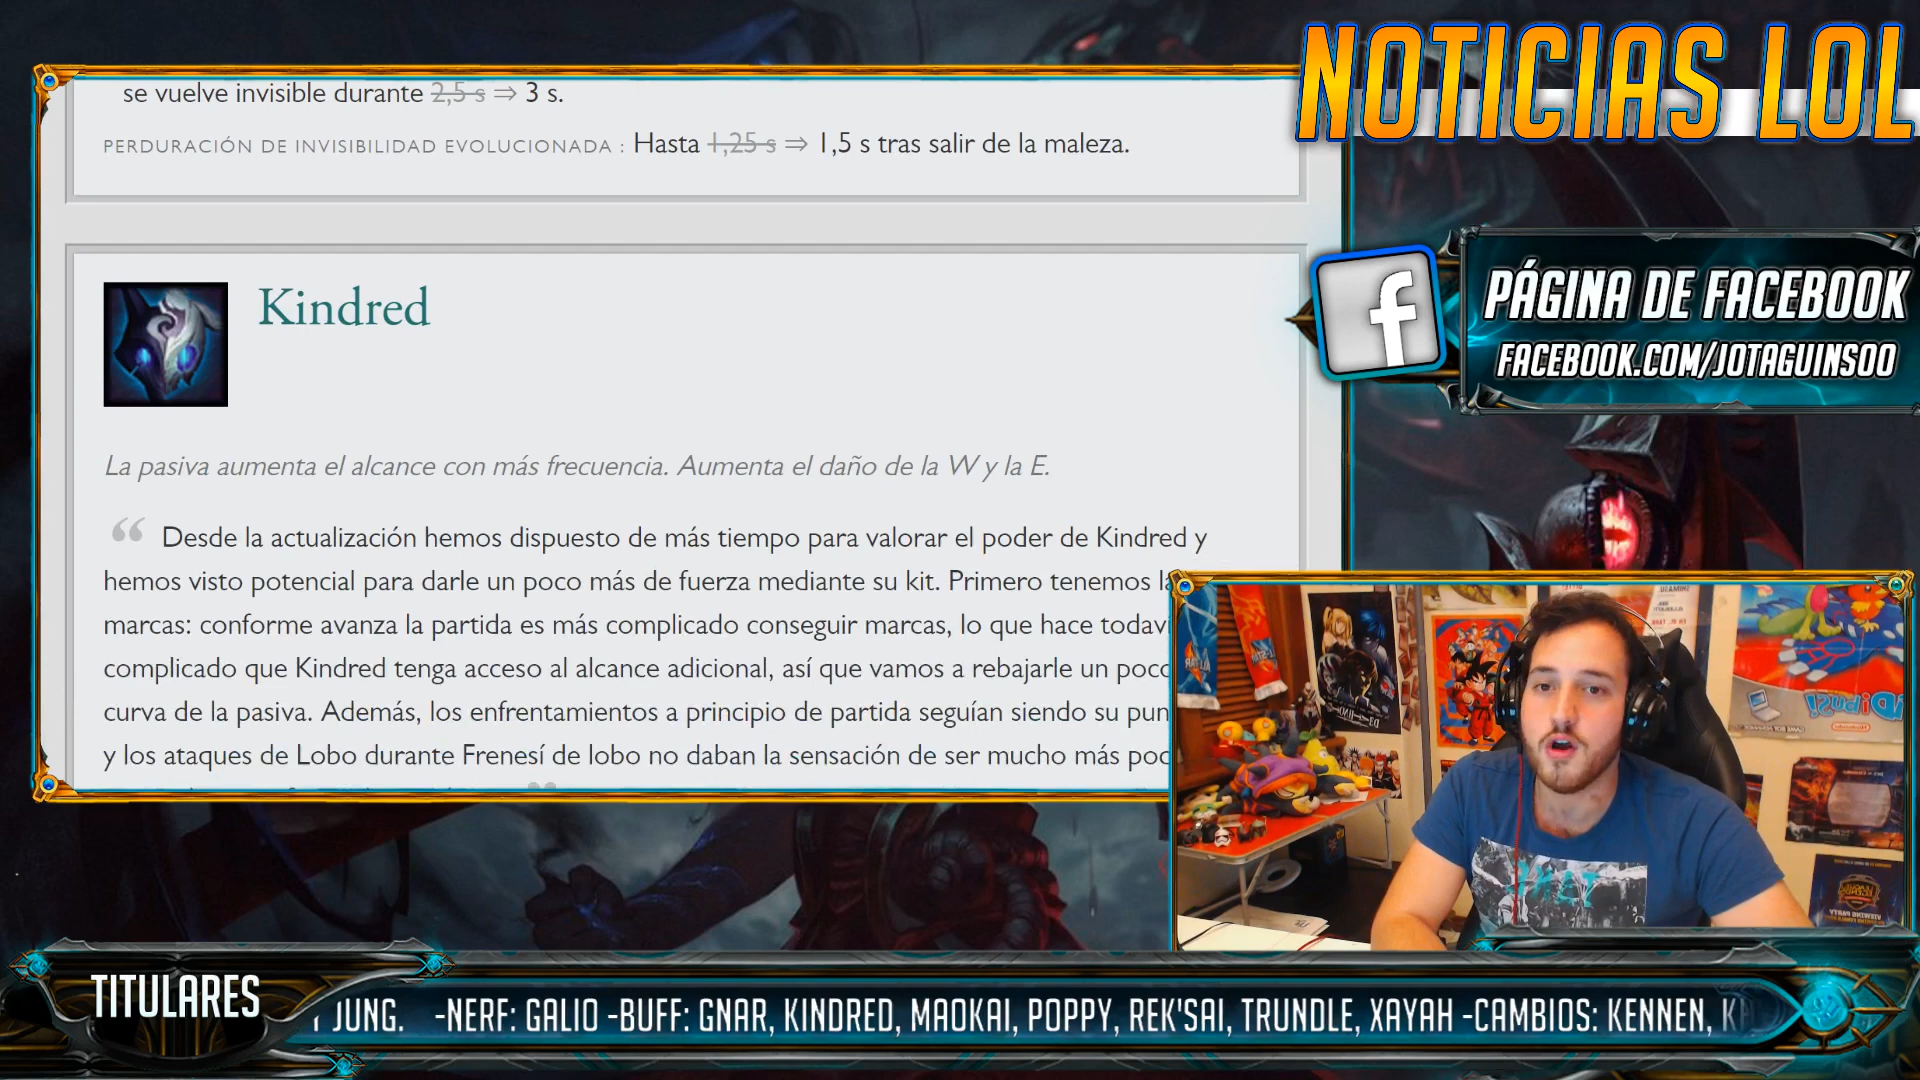 NOTICIAS LOL
se vuelve invisible durante 2,5 s ⇒ 3 s.
PERDURACIÓN DE INVISIBILIDAD EVOLUCIONADA : Hasta 1,25 s ⇒ 1,5 s tras salir de la maleza.
Kindred
La pasiva aumenta el alcance con más frecuencia. Aumenta el daño de la W y la E.
“ Desde la actualización hemos dispuesto de más tiempo para valorar el poder de Kindred y
hemos visto potencial para darle un poco más de fuerza mediante su kit. Primero tenemos
marcas: conforme avanza la partida es más complicado conseguir marcas, lo que hace
complicado que Kindred tenga acceso al alcance adicional, así que vamos a rebajarle un poco
curva de la pasiva. Además, los enfrentamientos a principio de partida seguían siendo su
y los ataques de Lobo durante Frenesí de lobo no daban la sensación de ser mucho más
f
PÁGINA DE FACEBOOK
FACEBOOK.COM/JOTAGUINSOO
TITULARES
JUNG. -NERF: GALIO -BUFF: GNAR, KINDRED, MAOKAI, POPPY, REK'SAI, TRUNDLE, XAYAH -CAMBIOS: KENNEN,